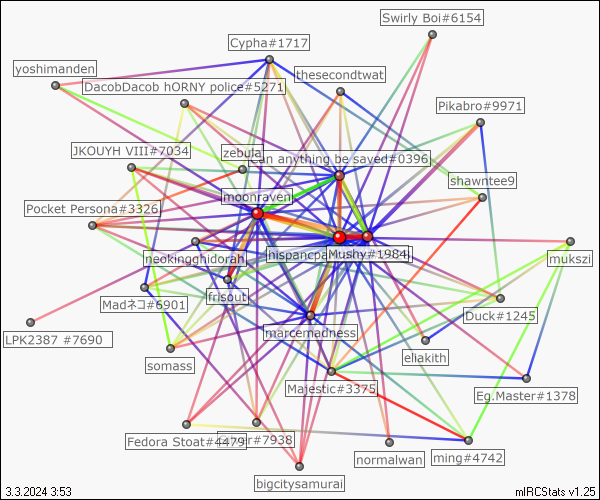 Swirly Boi#6154
Cypha#1717
yoshimanden
thesecondtwat
DacobDacob hORNY police#5271
Pikabro#9971
JKOUYH VIII#7034
zebula
can anything be saved#0396
shawntee9
moonraven
Pocket Persona#3326
neokingghidorah
hispancpa
Mushy#1984
mukszi
frisout
Madネコ#6901
Duck#1245
LPK2387 #7690
marcemadness
somass
eliakith
Majestic#3375
Eg.Master#1378
Fedora Stoat#4479
#7938
normalwan
ming#4742
bigcitysamurai
3.3.2024 3:53
mIRCStats v1.25